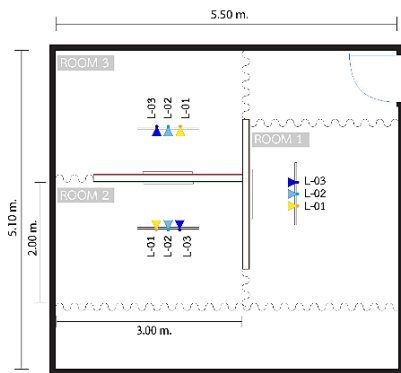 5.50 m.
ROOM 3
L-03
L-02
L-01
ROOM 1
L-03
L-02
L-01
ROOM 2
L-01
L-02
L-03
5.10 m.
2.00 m.
3.00 m.